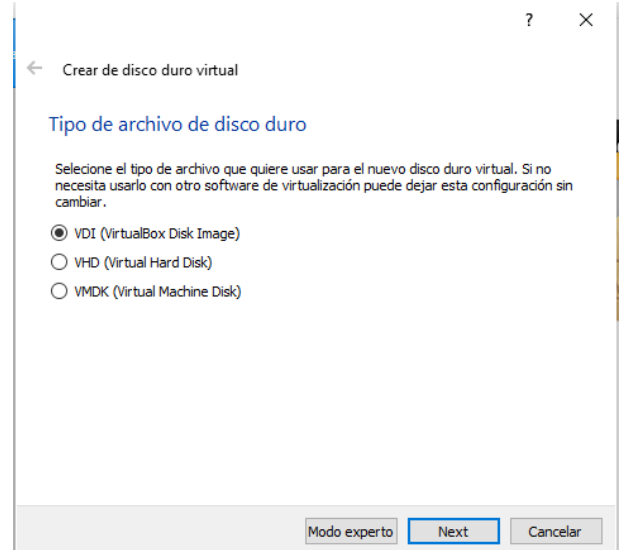 ?
Crear de disco duro virtual
Tipo de archivo de disco duro
Selecione el tipo de archivo que quiere usar para el nuevo disco duro virtual. Si no
necesita usarlo con otro software de virtualización puede dejar esta configuración sin
cambiar.
VDI (VirtualBox Disk Image)
VHD (Virtual Hard Disk)
VMDK (Virtual Machine Disk)
Modo experto Next Cancelar